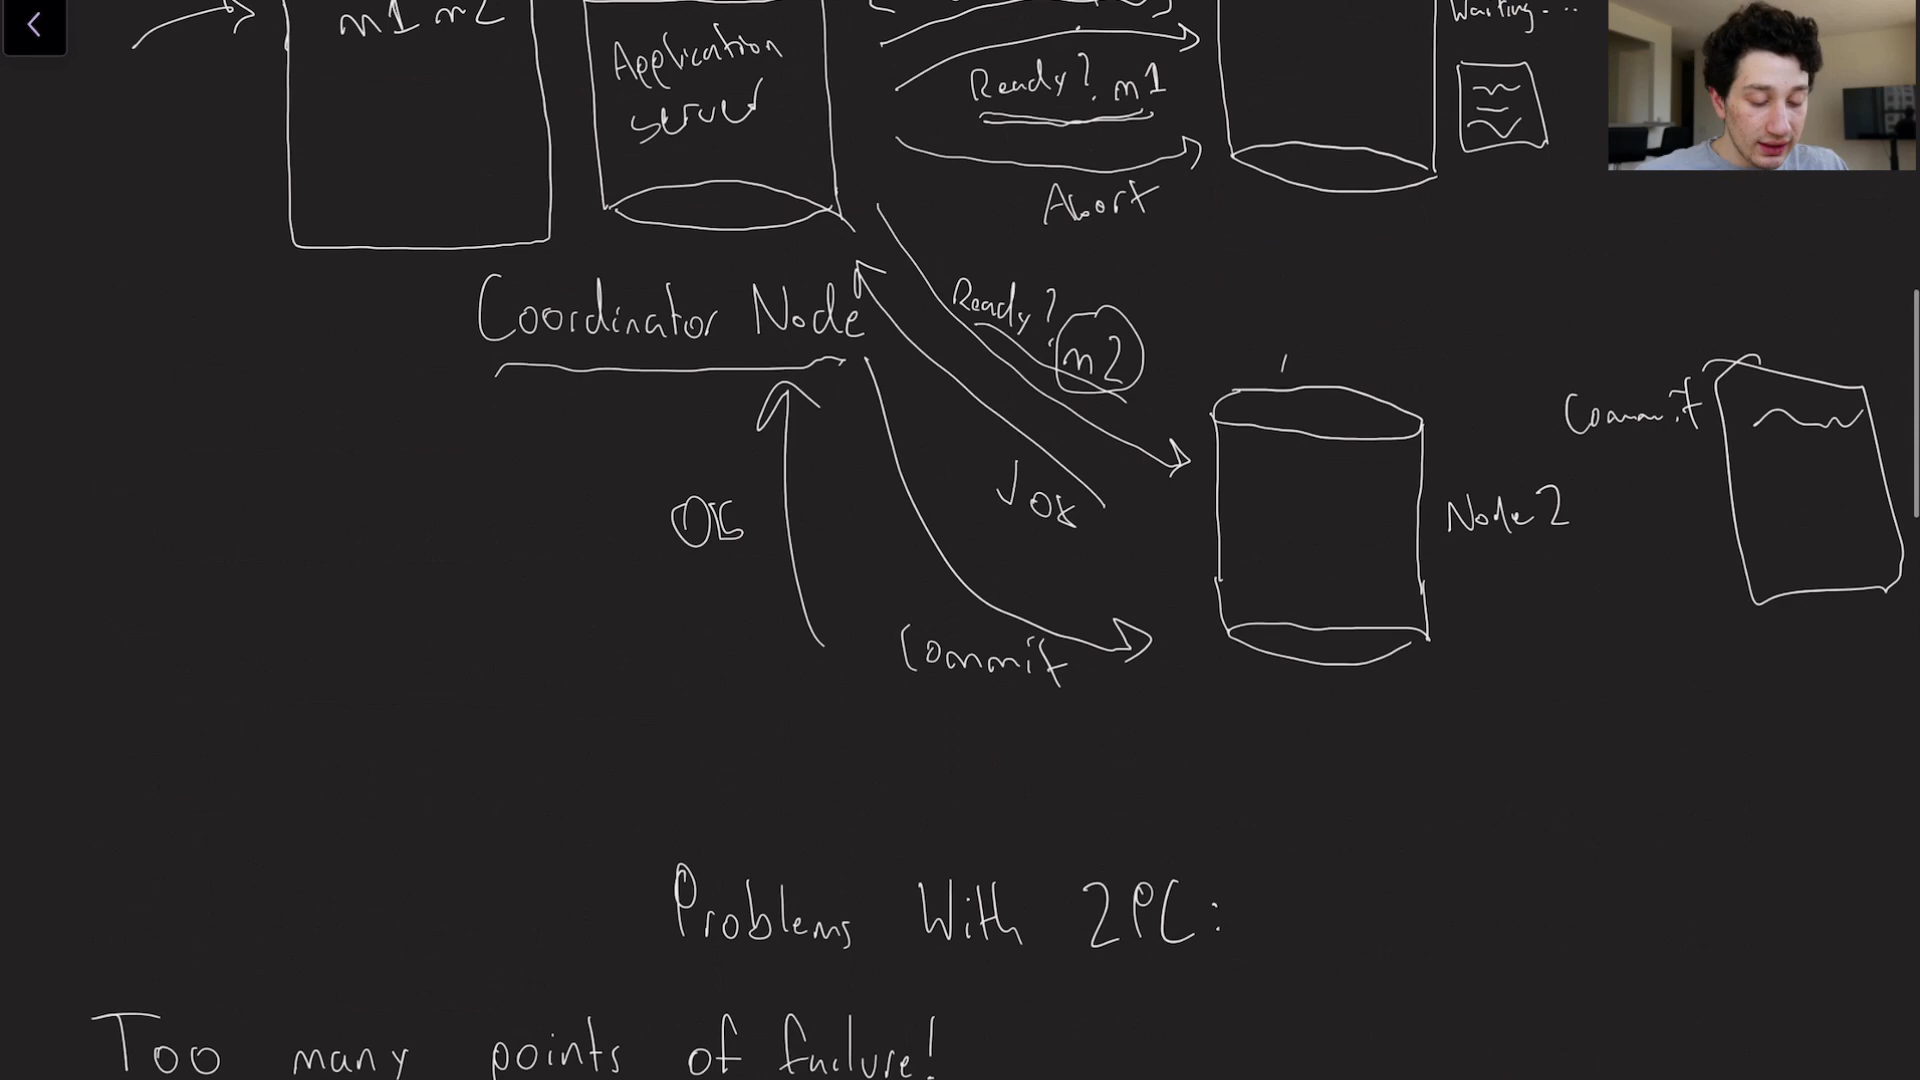 m1 m2
Application
server
Waiting...
Ready? m1
Abort
Coordinator Node
Ready?
m2
Commit
OK
ok
Node 2
Commit
Problems With 2PC:
Too many points of failure!